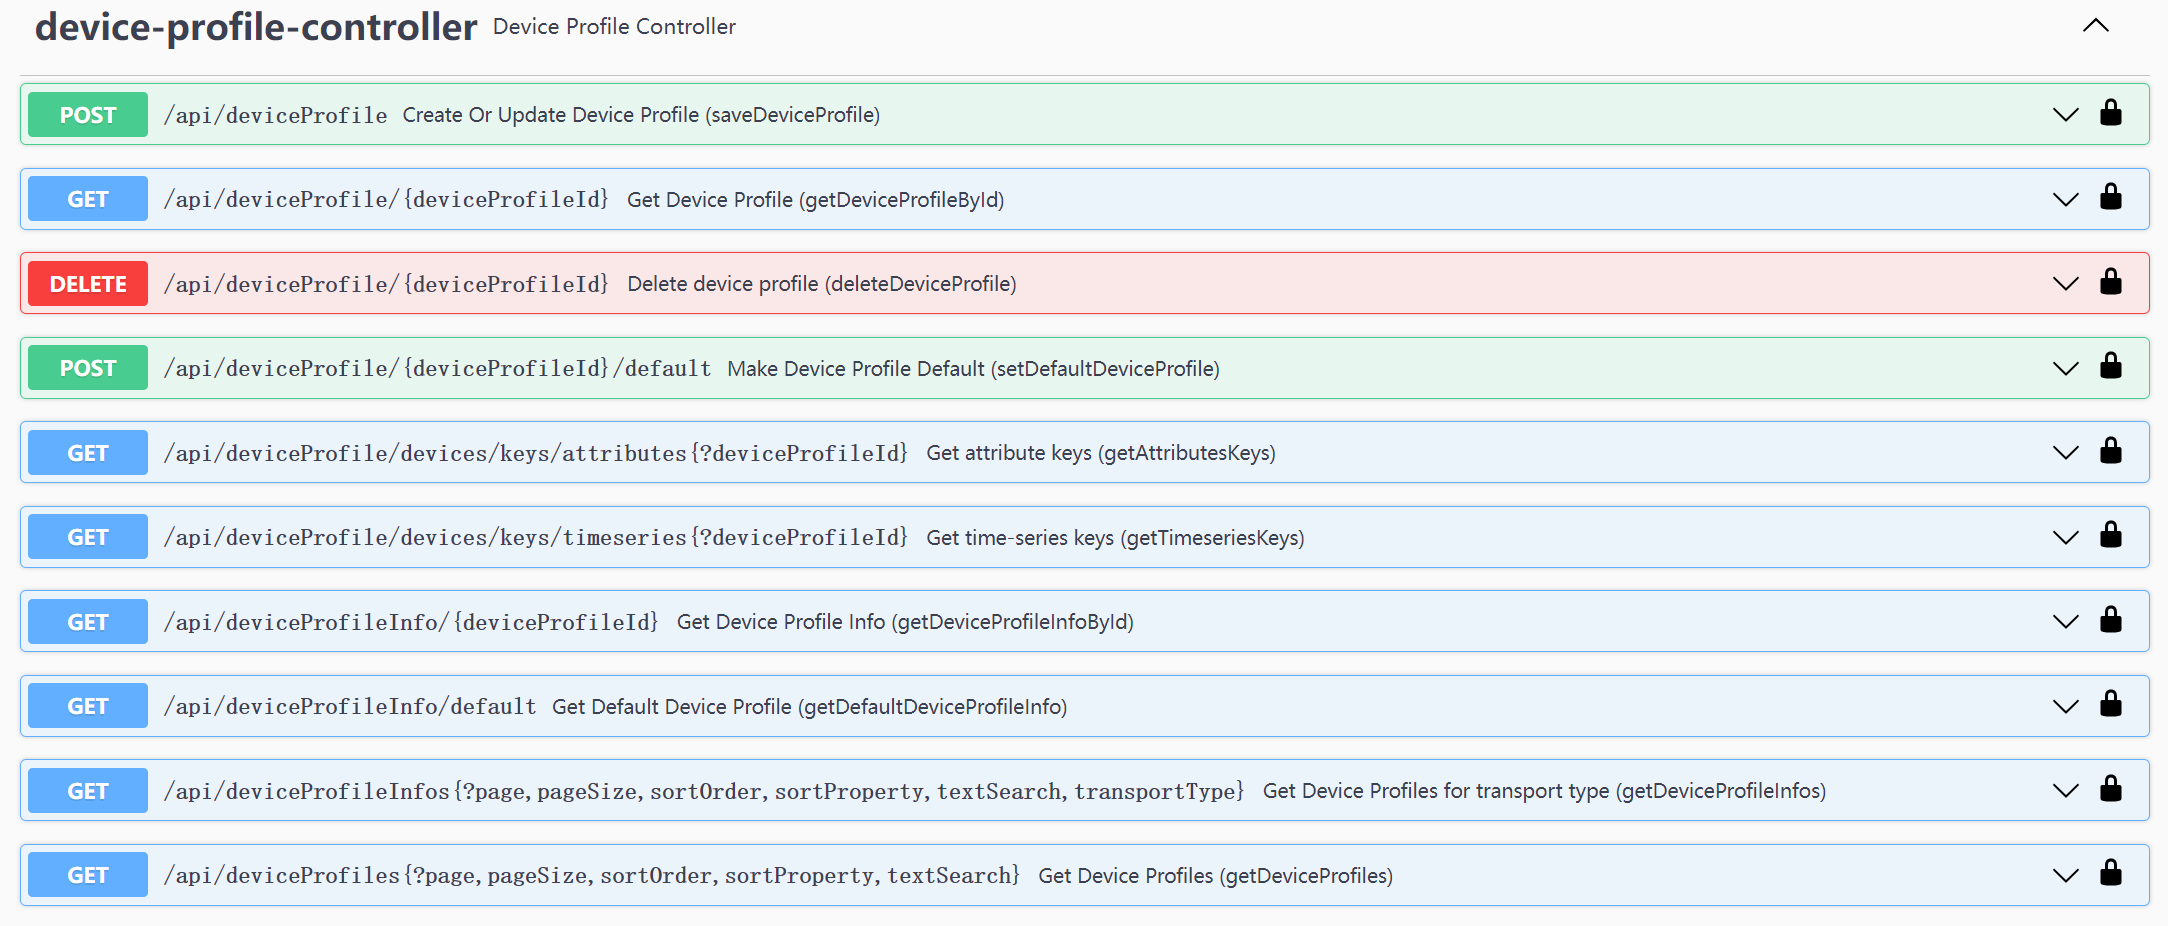 device-profile-controller Device Profile Controller
POST /api/deviceProfile Create Or Update Device Profile (saveDeviceProfile)
GET /api/deviceProfile/{deviceProfileId} Get Device Profile (getDeviceProfileById)
DELETE /api/deviceProfile/{deviceProfileId} Delete device profile (deleteDeviceProfile)
POST /api/deviceProfile/{deviceProfileId}/default Make Device Profile Default (setDefaultDeviceProfile)
GET /api/deviceProfile/devices/keys/attributes{?deviceProfileId} Get attribute keys (getAttributesKeys)
GET /api/deviceProfile/devices/keys/timeseries{?deviceProfileId} Get time-series keys (getTimeseriesKeys)
GET /api/deviceProfileInfo/{deviceProfileId} Get Device Profile Info (getDeviceProfileInfoById)
GET /api/deviceProfileInfo/default Get Default Device Profile (getDefaultDeviceProfileInfo)
GET /api/deviceProfileInfos{?page,pageSize,sortOrder,sortProperty,textSearch,transportType} Get Device Profiles for transport type (getDeviceProfileInfos)
GET /api/deviceProfiles{?page,pageSize,sortOrder,sortProperty,textSearch} Get Device Profiles (getDeviceProfiles)